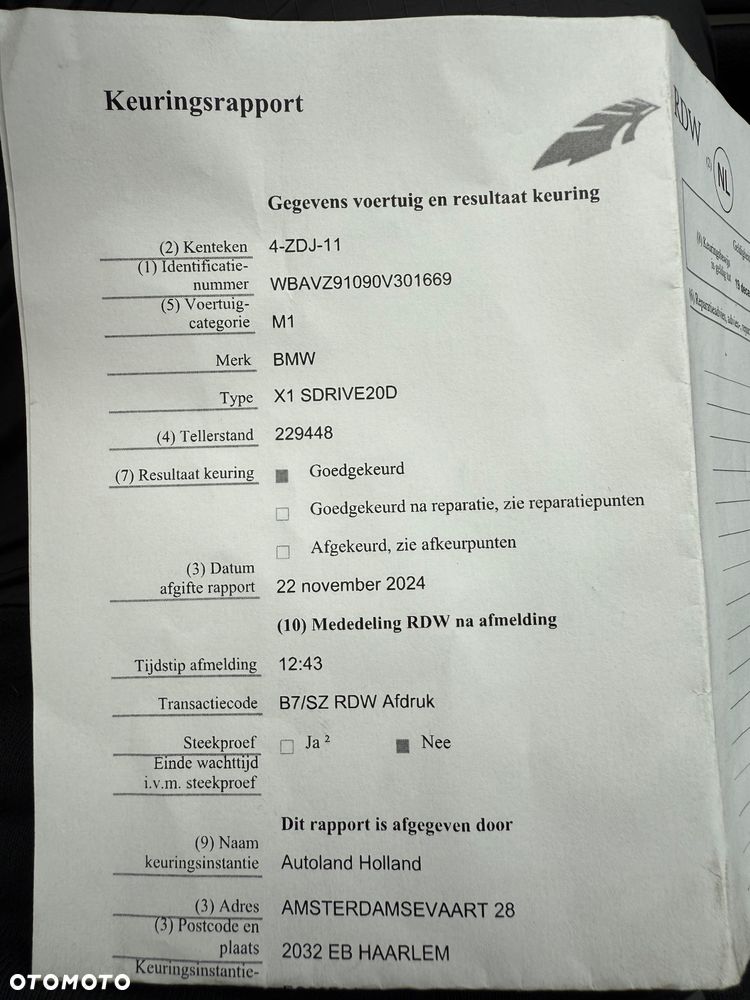 Keuringsrapport
Gegevens voertuig en resultaat keuring
(2) Kenteken 4-ZDJ-11
(1) Identificatie-
nummer WBAVZ91090V301669
(5) Voertuig-
categorie M1
Merk BMW
Type X1 SDRIVE20D
(4) Tellerstand 229448
(7) Resultaat keuring Goedgekeurd
Goedgekeurd na reparatie, zie reparatiepunten
Afgekeurd, zie afkeurpunten
(3) Datum
afgifte rapport 22 november 2024
(10) Mededeling RDW na afmelding
Tijdstip afmelding 12:43
Transactiecode B7/SZ RDW Afdruk
Steekproef Ja ² Nee
Einde wachttijd
i.v.m. steekproef
Dit rapport is afgegeven door
(9) Naam
keuringsinstantie Autoland Holland
(3) Adres AMSTERDAMSEVAART 28
(3) Postcode en
plaats 2032 EB HAARLEM
Keuringsinstantie-
RDW
NL
OTOMOTO